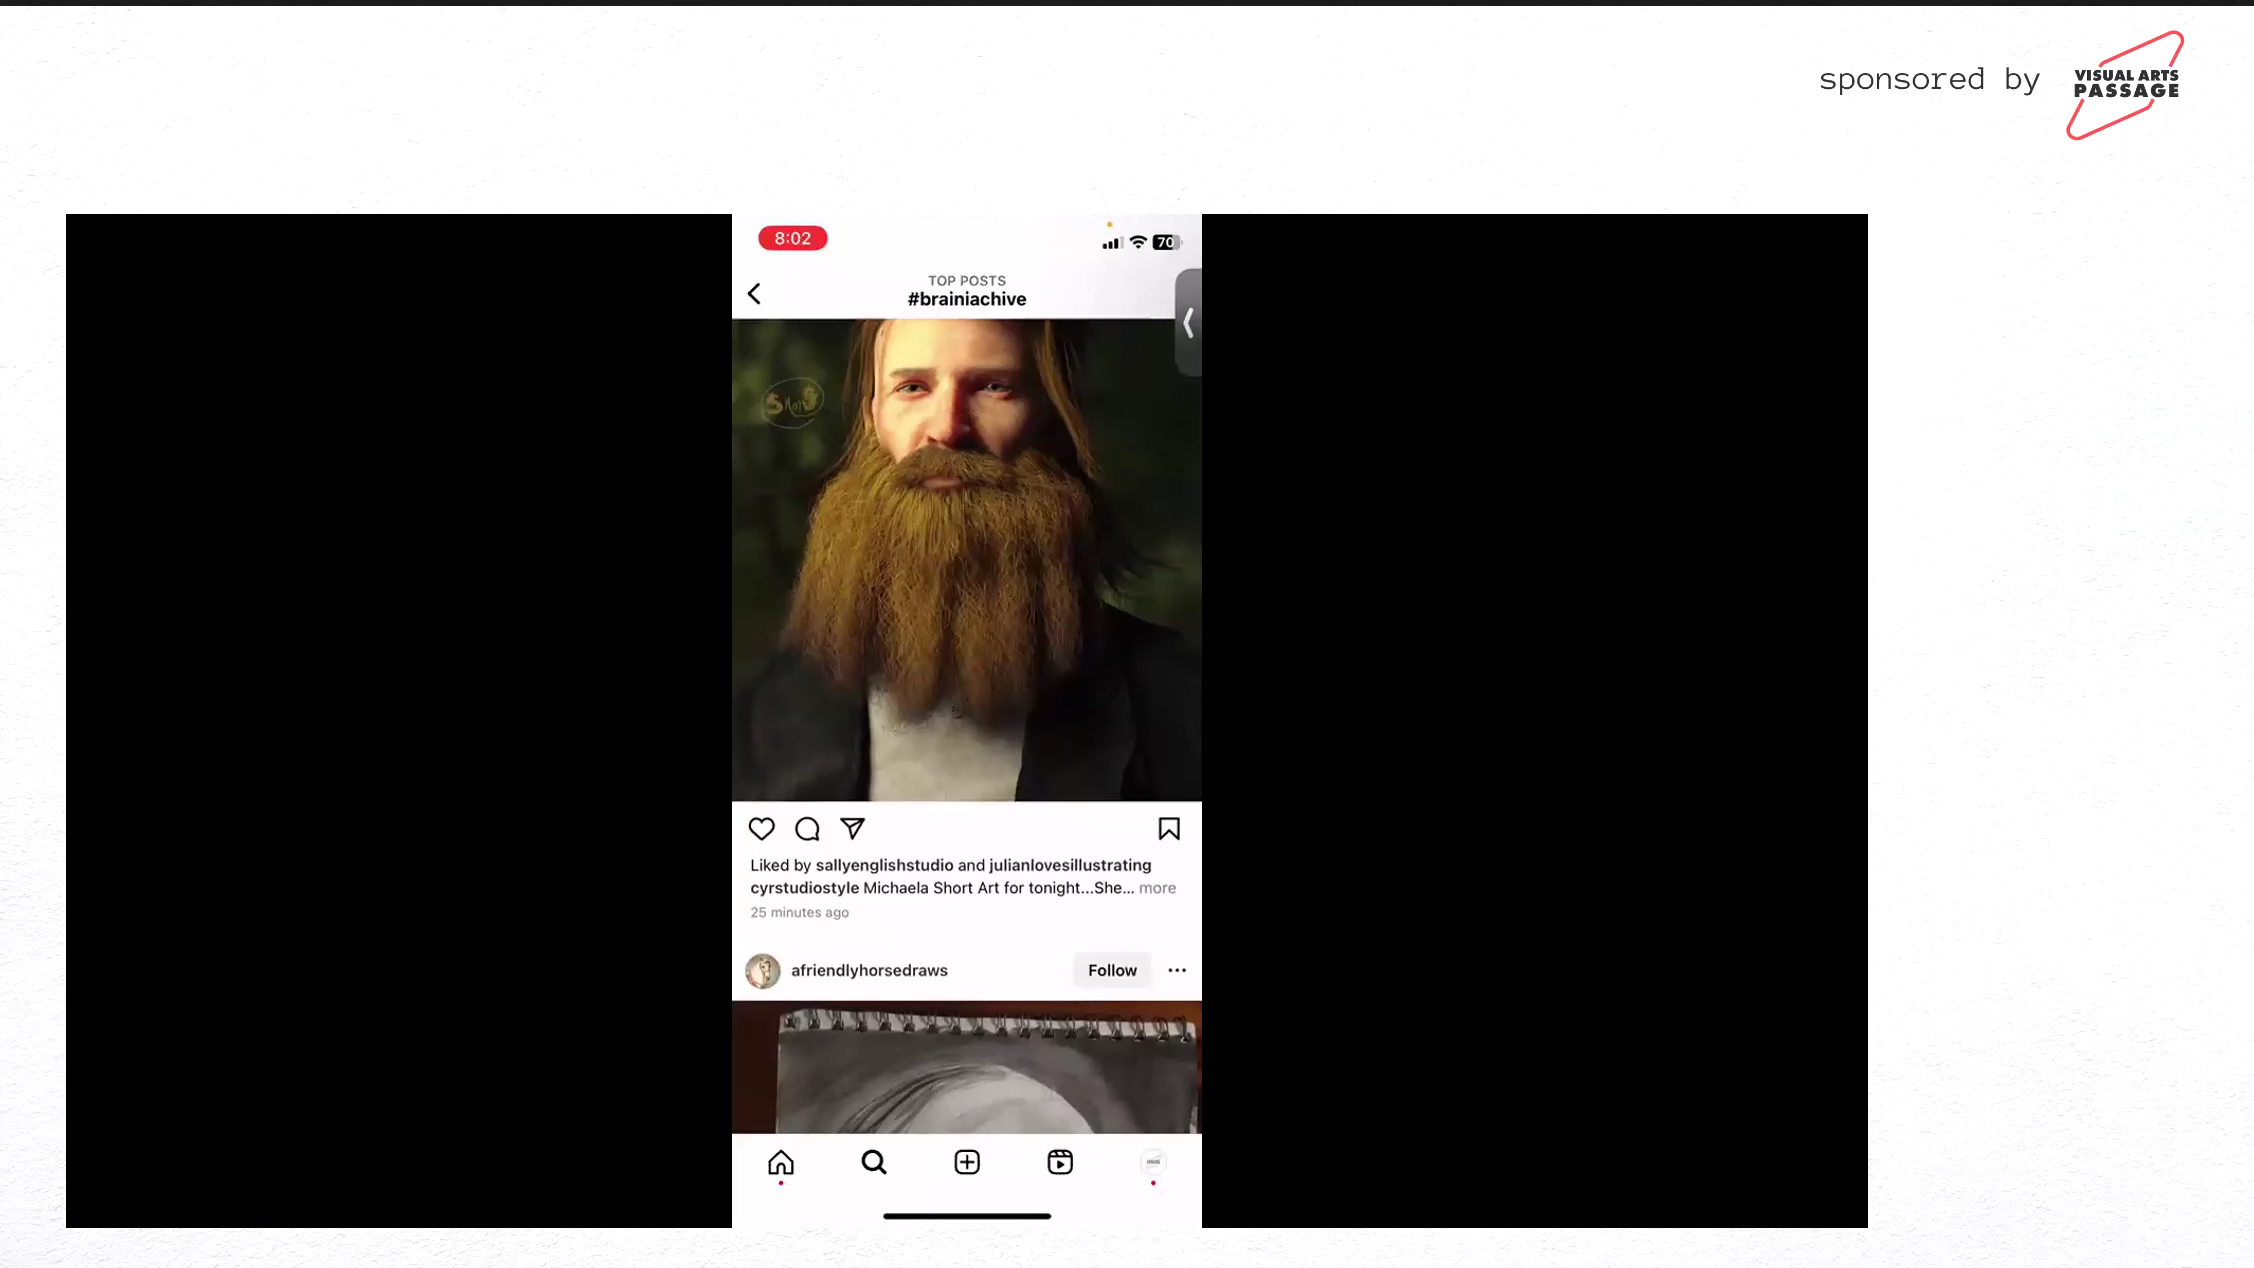 sponsored by
VISUAL ARTS
PASSAGE
8:02
70
TOP POSTS
#brainiachive
Short
Liked by sallyenglishstudio and julianlovesillustrating
cyrstudiostyle Michaela Short Art for tonight...She... more
25 minutes ago
afriendlyhorsedraws
Follow